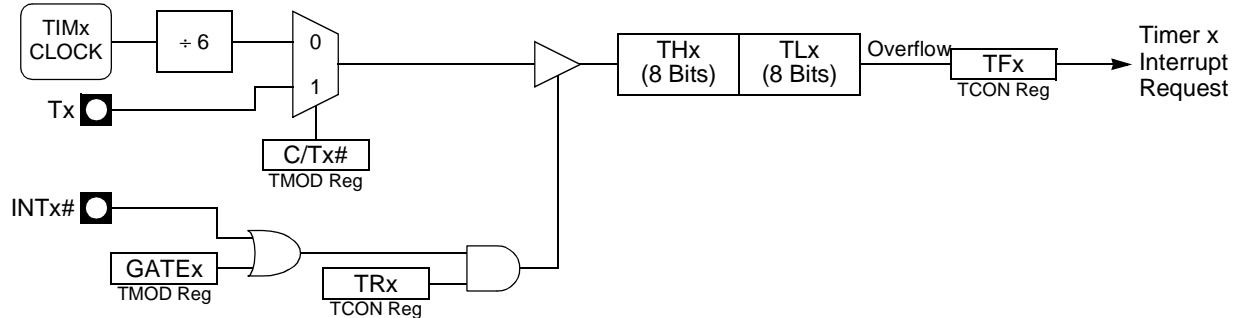 TIMx
CLOCK
÷ 6
0
1
Tx
C/Tx#
TMOD Reg
THx
(8 Bits)
TLx
(8 Bits)
Overflow
TFx
TCON Reg
Timer x
Interrupt
Request
INTx#
GATEx
TMOD Reg
TRx
TCON Reg